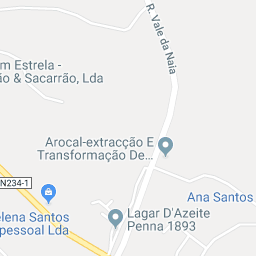 R. Vale da Naia
m Estrela -
ão & Sacarrão, Lda
Arocal-extracção E
Transformação De...
N234-1
Ana Santos
elena Santos
pessoal Lda
Lagar D'Azeite
Penna 1893